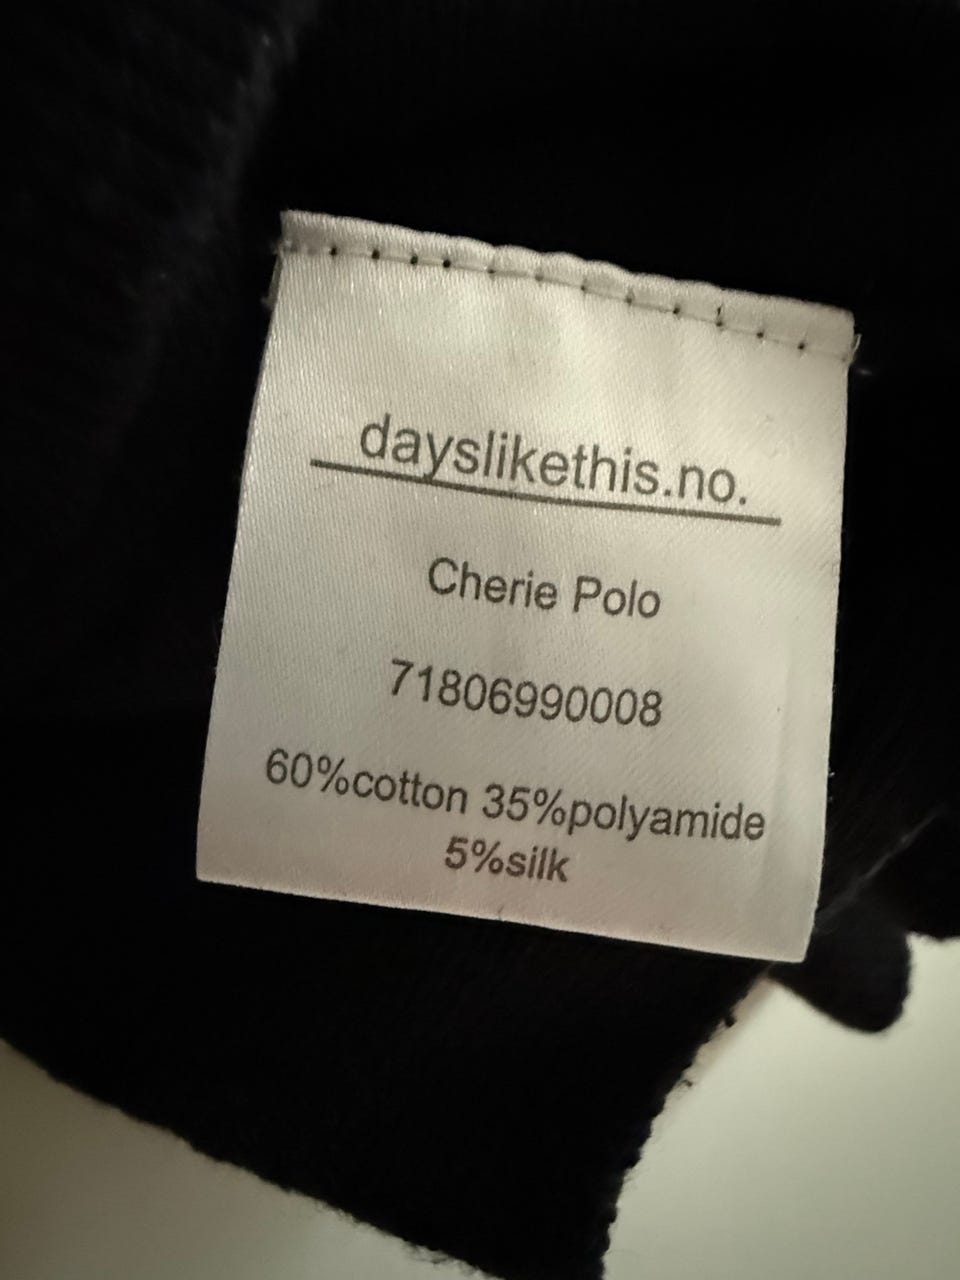 dayslikethis.no.
Cherie Polo
71806990008
60%cotton 35%polyamide
5%silk